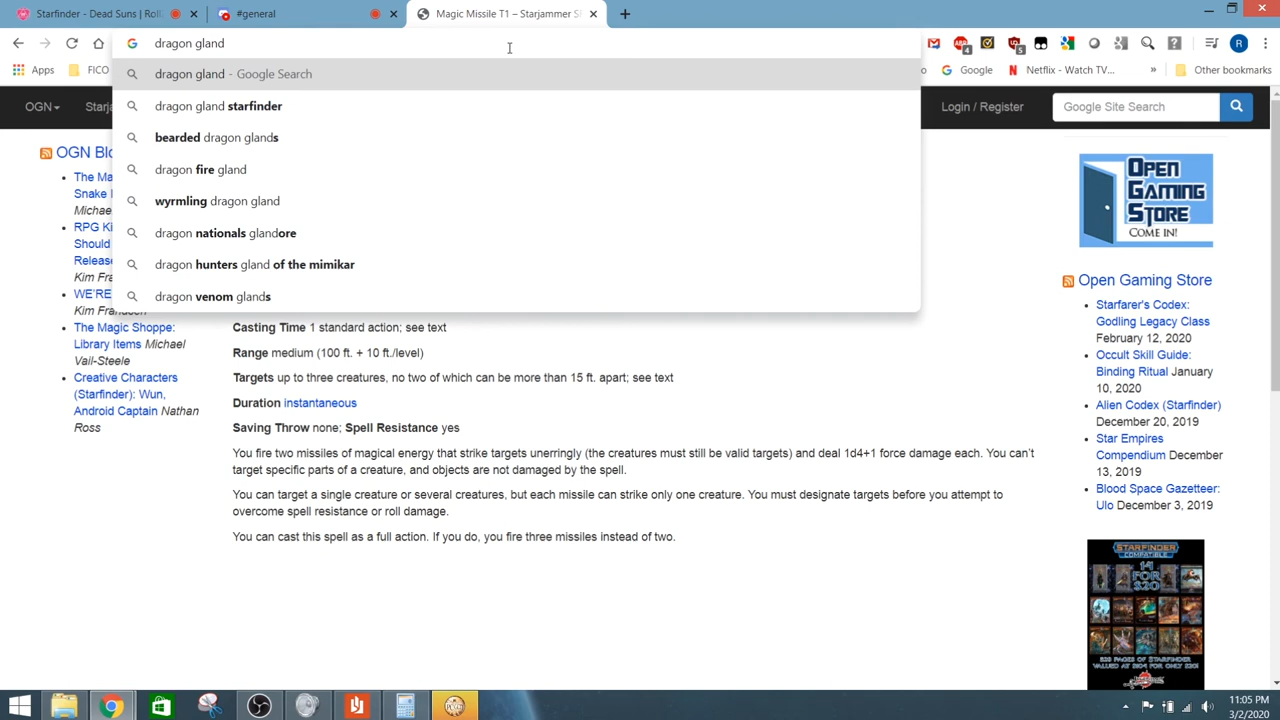 Starfinder - Dead Suns | Roll
#general
Magic Missile T1 – Starjammer S
dragon gland
4
5
R
Apps
FICO
Google
Netflix - Watch TV...
»
Other bookmarks
dragon gland - Google Search
dragon gland starfinder
bearded dragon glands
dragon fire gland
wyrmling dragon gland
dragon nationals glandore
dragon hunters gland of the mimikar
dragon venom glands
OGN
Starja
Login / Register
Google Site Search
OGN Blo
The Ma
Snake
Michae
RPG Ki
Should
Releas
Kim Fra
WE'RE
Kim Frandsen
The Magic Shoppe:
Library Items Michael
Vail-Steele
Creative Characters
(Starfinder): Wun,
Android Captain Nathan
Ross
Casting Time 1 standard action; see text
Range medium (100 ft. + 10 ft./level)
Targets up to three creatures, no two of which can be more than 15 ft. apart; see text
Duration instantaneous
Saving Throw none; Spell Resistance yes
You fire two missiles of magical energy that strike targets unerringly (the creatures must still be valid targets) and deal 1d4+1 force damage each. You can't
target specific parts of a creature, and objects are not damaged by the spell.
You can target a single creature or several creatures, but each missile can strike only one creature. You must designate targets before you attempt to
overcome spell resistance or roll damage.
You can cast this spell as a full action. If you do, you fire three missiles instead of two.
OPEN
GAMING
STORE
COME IN!
Open Gaming Store
Starfarer's Codex:
Godling Legacy Class
February 12, 2020
Occult Skill Guide:
Binding Ritual January
10, 2020
Alien Codex (Starfinder)
December 20, 2019
Star Empires
Compendium December
13, 2019
Blood Space Gazetteer:
Ulo December 3, 2019
STARFINDER
COMPATIBLE
14
FOR
$20
11:05 PM
3/2/2020